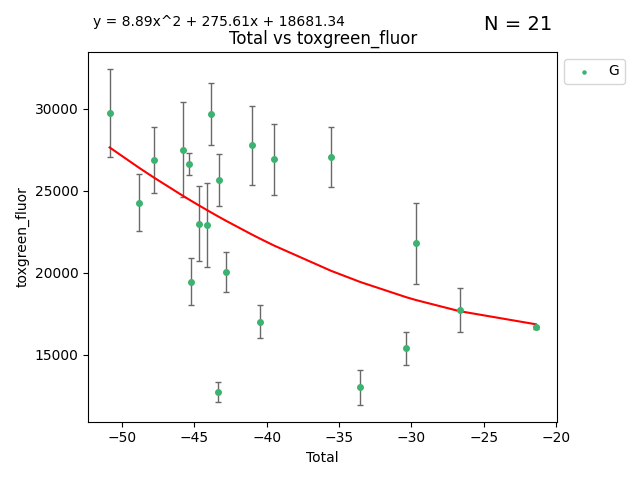 y = 8.89x^2 + 275.61x + 18681.34
N = 21
Total vs toxgreen_fluor
G
30000
25000
20000
15000
toxgreen_fluor
−50 −45 −40 −35 −30 −25 −20
Total